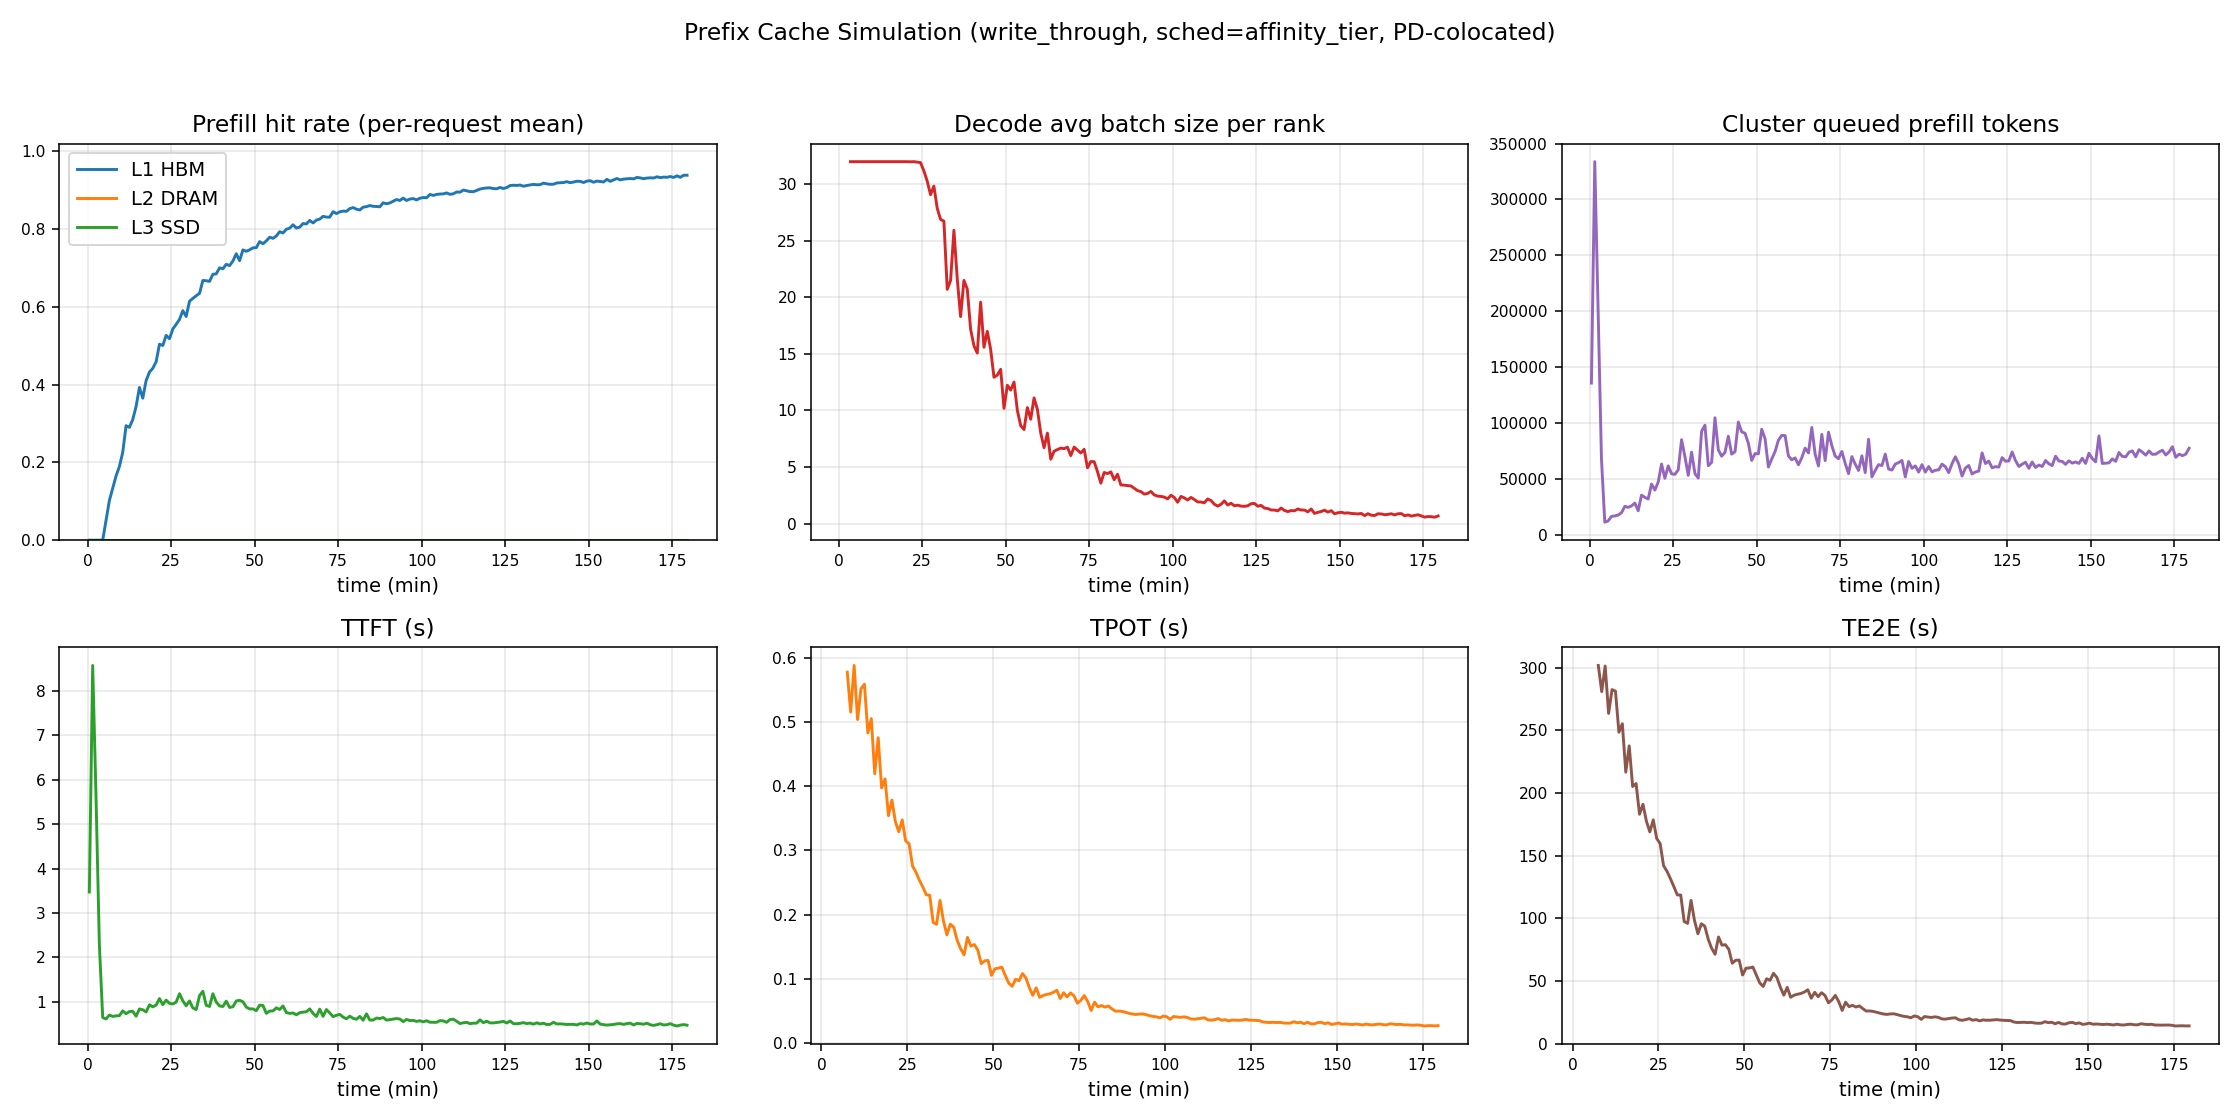 Prefix Cache Simulation (write_through, sched=affinity_tier, PD-colocated)
Prefill hit rate (per-request mean)
1.0
0.8
0.6
0.4
0.2
0.0
L1 HBM
L2 DRAM
L3 SSD
0 25 50 75 100 125 150 175
time (min)
Decode avg batch size per rank
30
25
20
15
10
5
0
0 25 50 75 100 125 150 175
time (min)
Cluster queued prefill tokens
350000
300000
250000
200000
150000
100000
50000
0
0 25 50 75 100 125 150 175
time (min)
TTFT (s)
8
7
6
5
4
3
2
1
0 25 50 75 100 125 150 175
time (min)
TPOT (s)
0.6
0.5
0.4
0.3
0.2
0.1
0.0
0 25 50 75 100 125 150 175
time (min)
TE2E (s)
300
250
200
150
100
50
0
0 25 50 75 100 125 150 175
time (min)